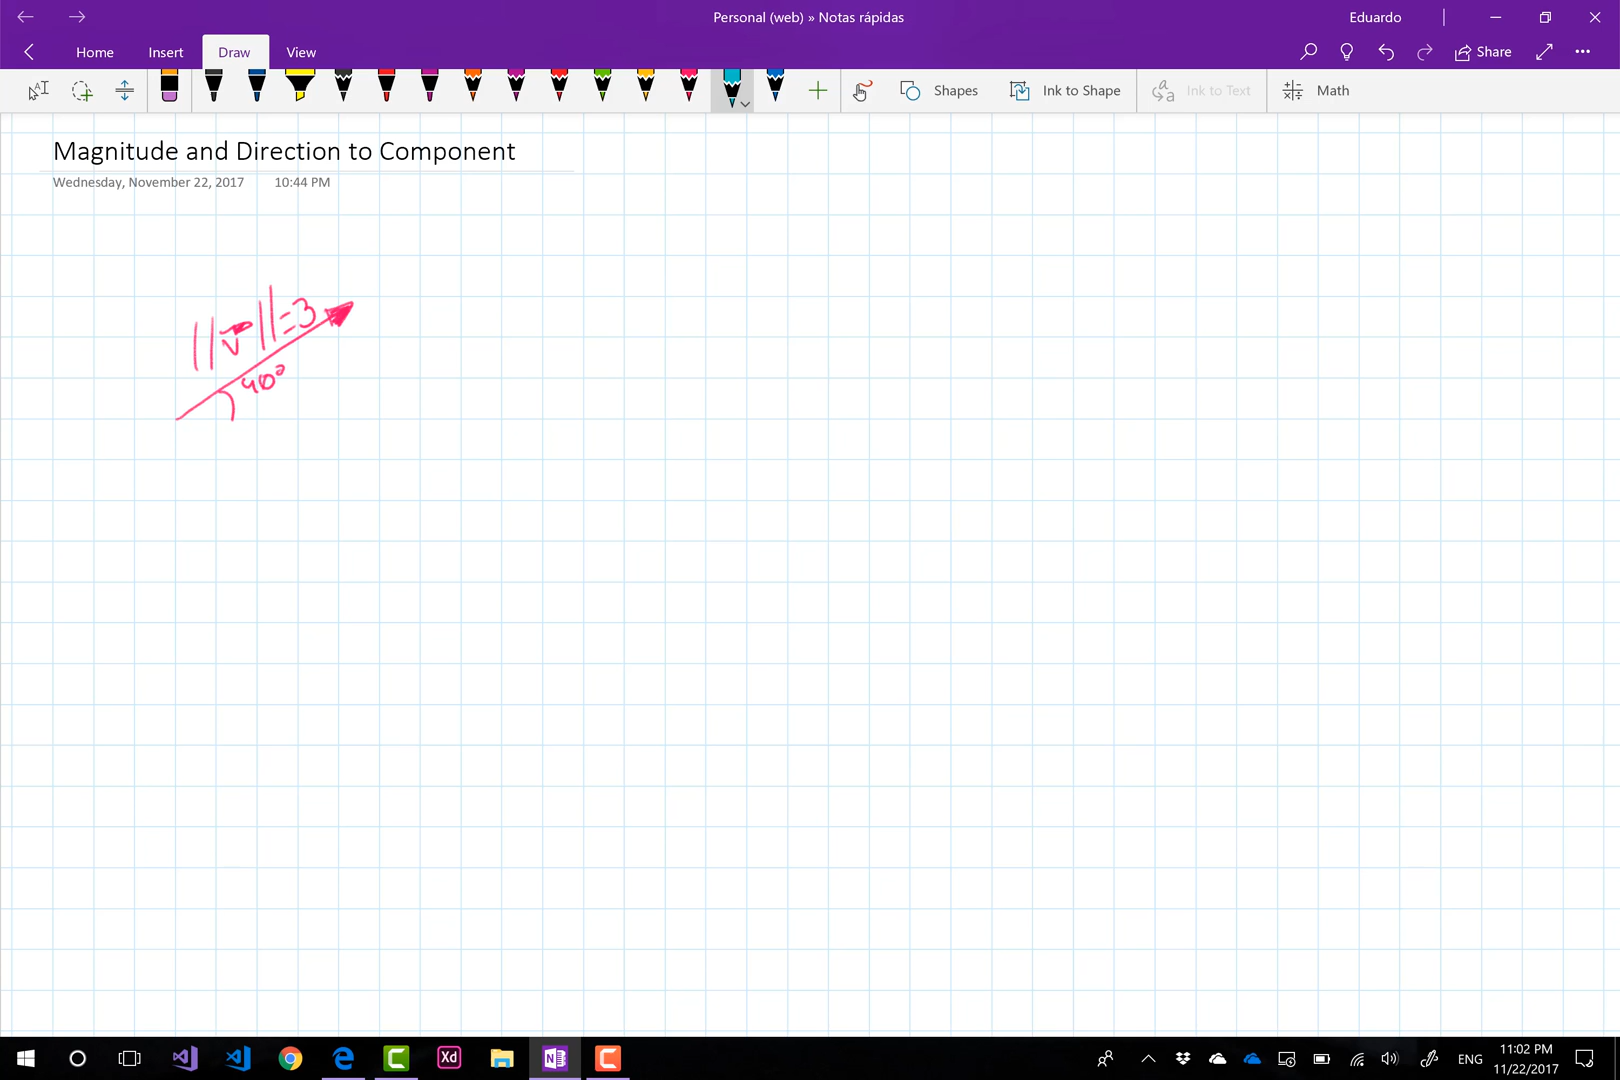 Personal (web) » Notas rápidas
Eduardo
Home Insert Draw View
Share
Shapes Ink to Shape Ink to Text Math
Magnitude and Direction to Component
Wednesday, November 22, 2017 10:44 PM
||v||=3
40°
Xd
N
ENG
11:02 PM
11/22/2017